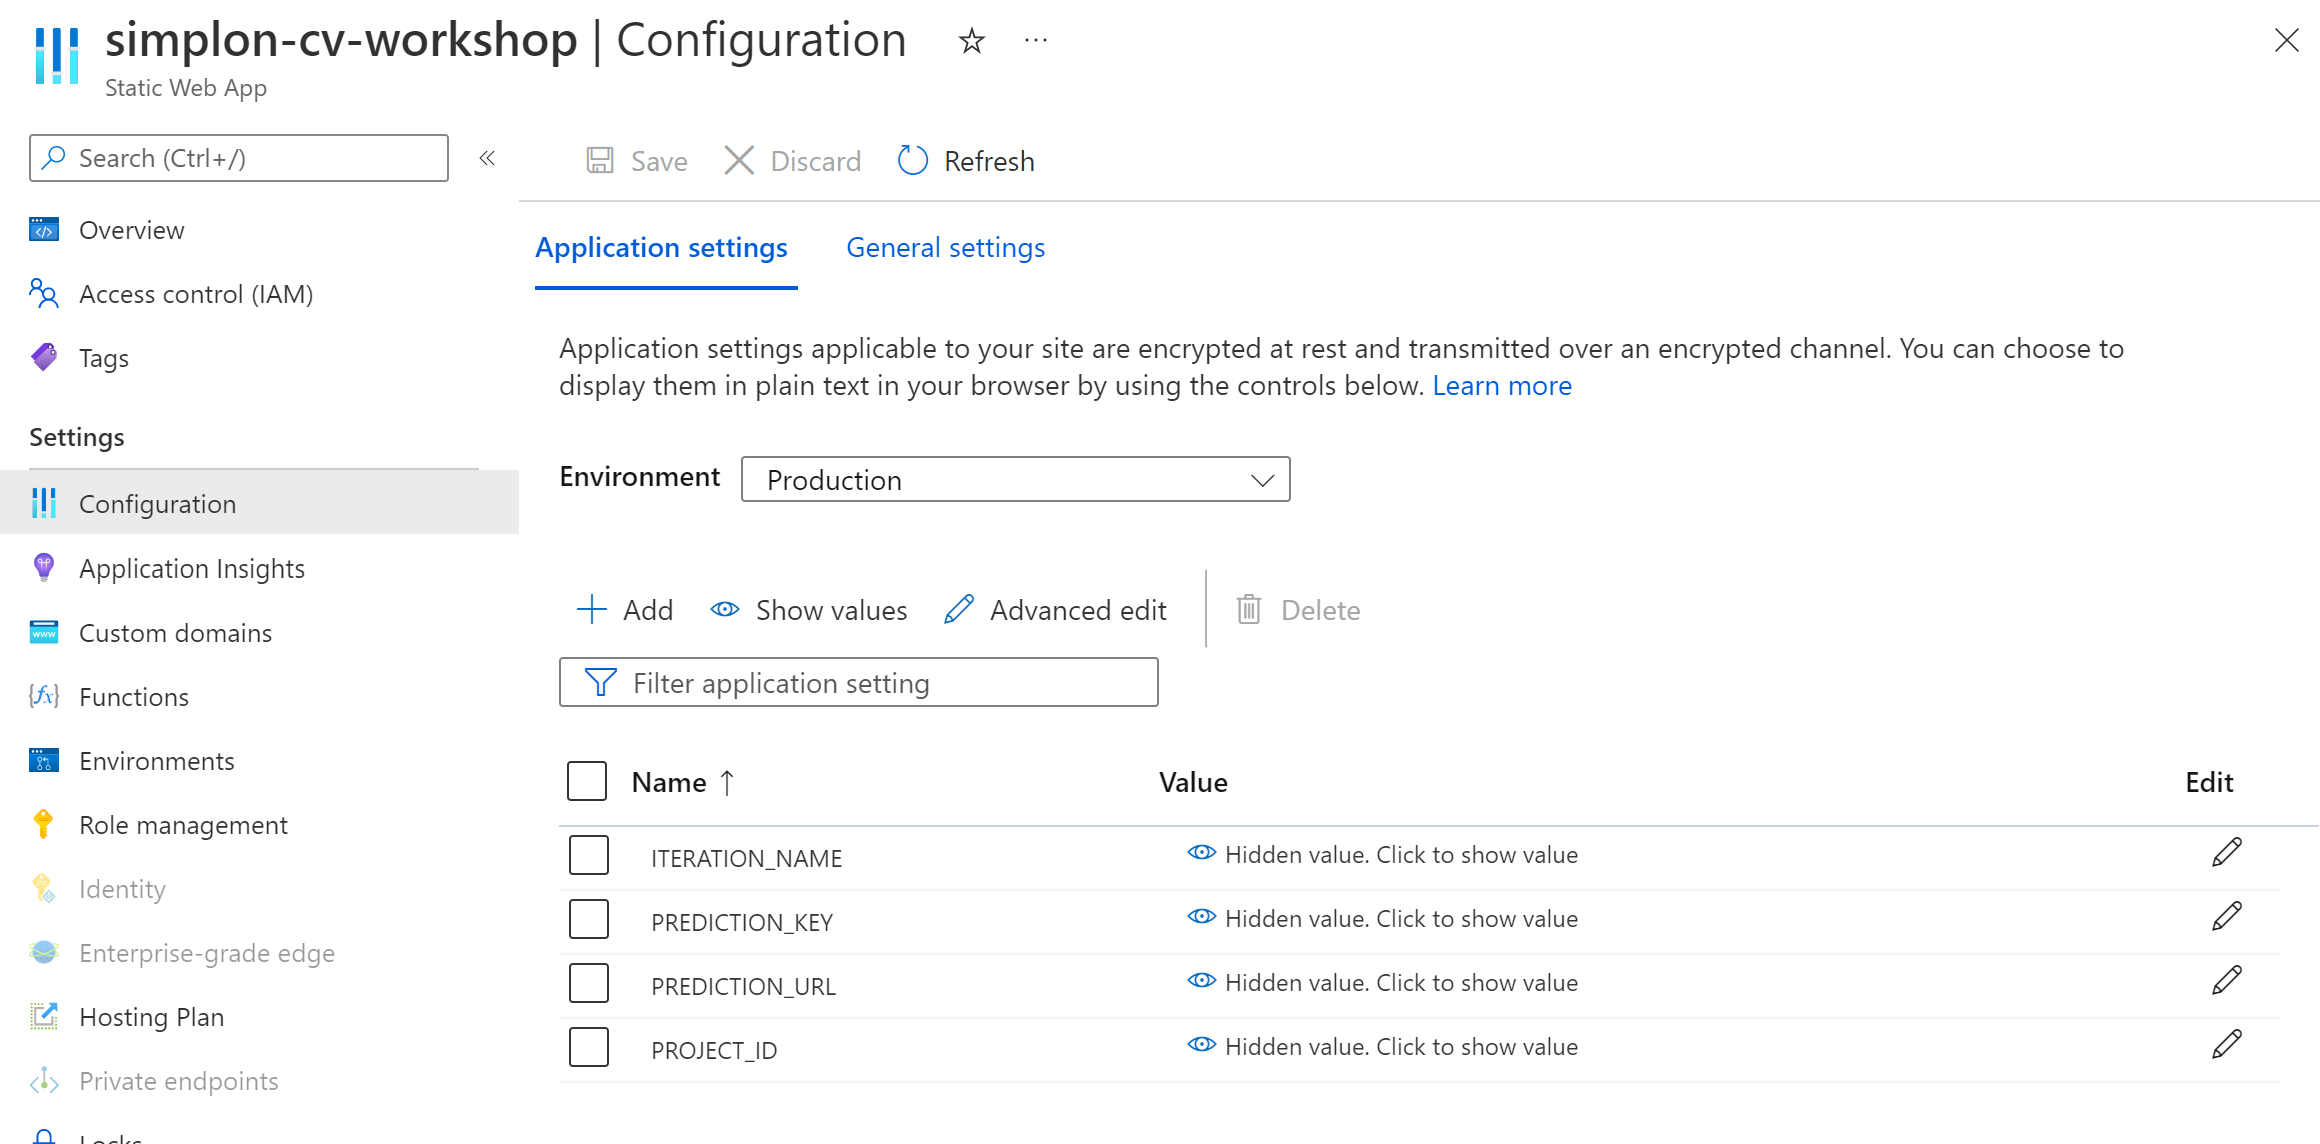 simplon-cv-workshop | Configuration
Static Web App
Search (Ctrl+/)
Overview
Access control (IAM)
Tags
Settings
Configuration
Application Insights
Custom domains
Functions
Environments
Role management
Identity
Enterprise-grade edge
Hosting Plan
Private endpoints
Locks
Save Discard Refresh
Application settings General settings
Application settings applicable to your site are encrypted at rest and transmitted over an encrypted channel. You can choose to
display them in plain text in your browser by using the controls below. Learn more
Environment Production
Add Show values Advanced edit Delete
Filter application setting
Name ↑ Value Edit
ITERATION_NAME Hidden value. Click to show value
PREDICTION_KEY Hidden value. Click to show value
PREDICTION_URL Hidden value. Click to show value
PROJECT_ID Hidden value. Click to show value